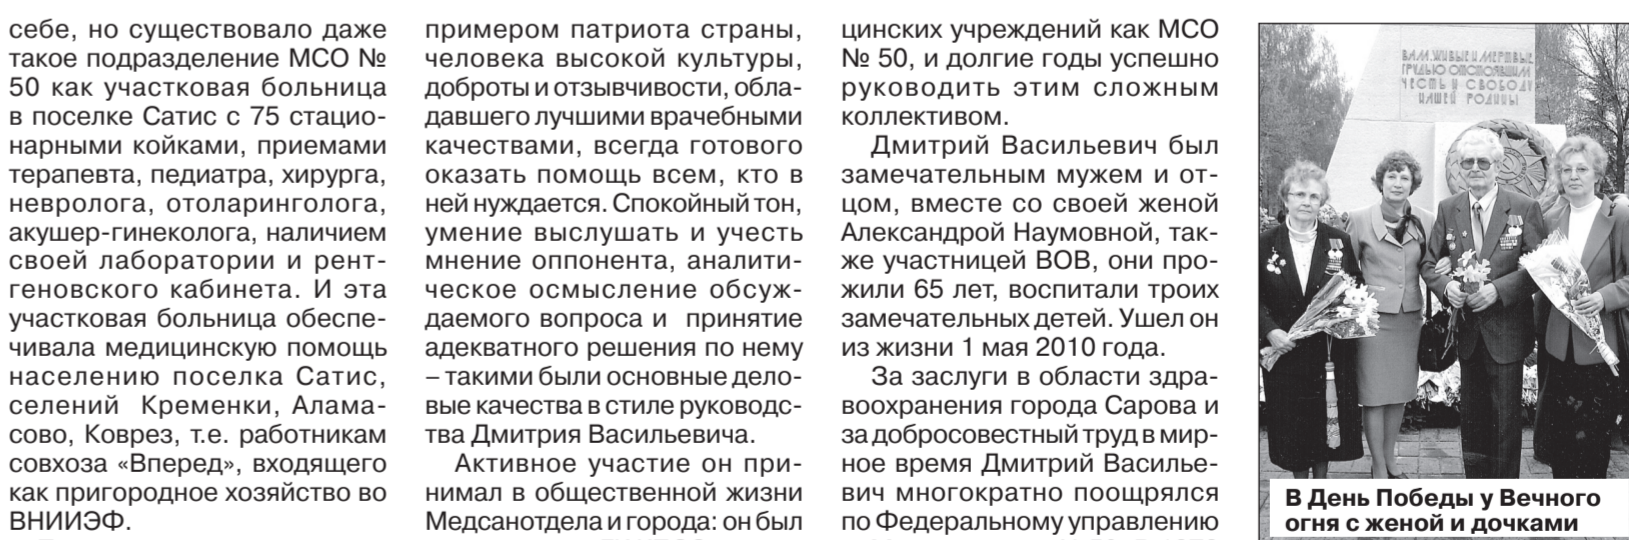 себе, но существовало даже
такое подразделение МСО №
50 как участковая больница
в поселке Сатис с 75 стацио-
нарными койками, приемами
терапевта, педиатра, хирурга,
невролога, отоларинголога,
акушер-гинеколога, наличием
своей лаборатории и рент-
геновского кабинета. И эта
участковая больница обеспе-
чивала медицинскую помощь
населению поселка Сатис,
селений Кременки, Алама-
сово, Коврез, т.е. работникам
совхоза «Вперед», входящего
как пригородное хозяйство во
ВНИИЭФ.
примером патриота страны,
человека высокой культуры,
доброты и отзывчивости, обла-
давшего лучшими врачебными
качествами, всегда готового
оказать помощь всем, кто в
ней нуждается. Спокойный тон,
умение выслушать и учесть
мнение оппонента, аналити-
ческое осмысление обсуж-
даемого вопроса и принятие
адекватного решения по нему
– такими были основные дело-
вые качества в стиле руководс-
тва Дмитрия Васильевича.
Активное участие он при-
нимал в общественной жизни
Медсанотдела и города: он был
цинских учреждений как МСО
№ 50, и долгие годы успешно
руководить этим сложным
коллективом.
Дмитрий Васильевич был
замечательным мужем и от-
цом, вместе со своей женой
Александрой Наумовной, так-
же участницей ВОВ, они про-
жили 65 лет, воспитали троих
замечательных детей. Ушел он
из жизни 1 мая 2010 года.
За заслуги в области здра-
воохранения города Сарова и
за добросовестный труд в мир-
ное время Дмитрий Василье-
вич многократно поощрялся
по Федеральному управлению
ВАМ, ЖИВЫЕ И МЕРТВЫЕ,
ГРУДЬЮ ОТСТОЯВШИМ
ЧЕСТЬ И СВОБОДУ
НАШЕЙ РОДИНЫ
В День Победы у Вечного
огня с женой и дочками